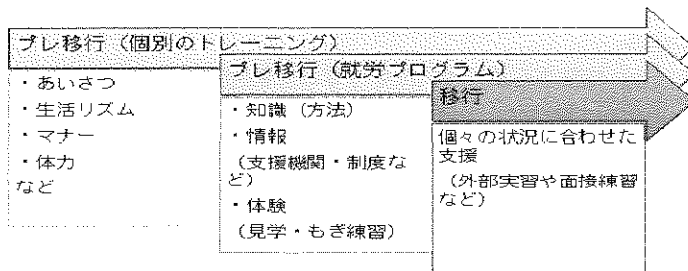 プレ移行（個別のトレーニング）
・あいさつ
・生活リズム
・マナー
・体力
など
プレ移行（就労プログラム）
・知識（方法）
・情報
（支援機関・制度な
ど）
・体験
（見学・もぎ練習）
移行
個々の状況に合わせた
支援
（外部実習や面接練習
など）